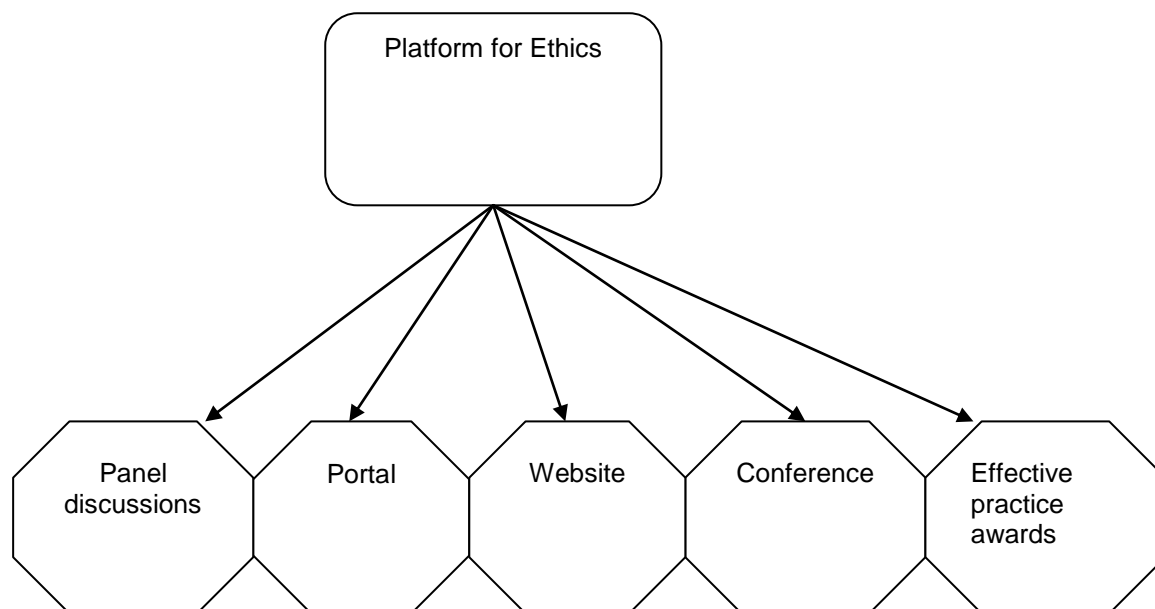 Platform for Ethics
Panel
discussions
Portal
Website
Conference
Effective
practice
awards